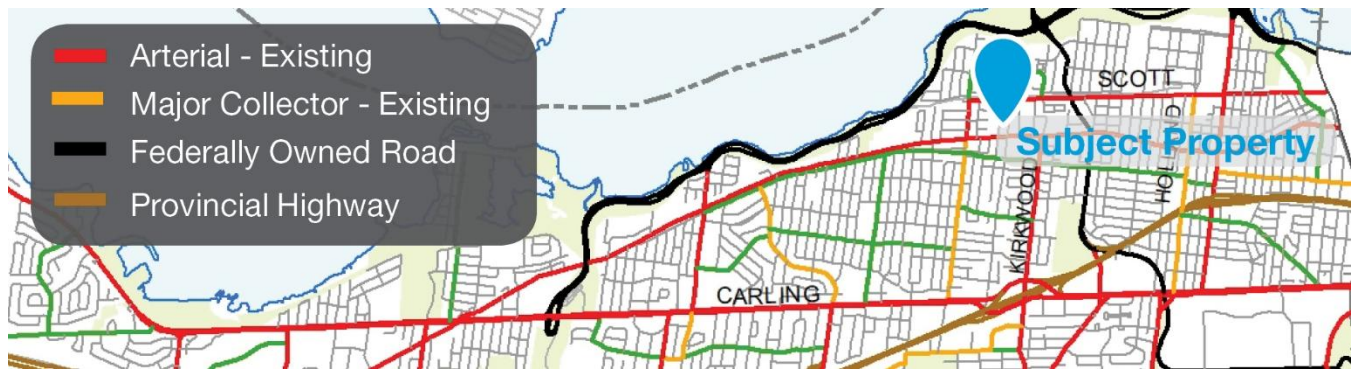 Arterial - Existing
Major Collector - Existing
Federally Owned Road
Provincial Highway
SCOTT
Subject Property
HOLLAND
KIRKWOOD
CARLING